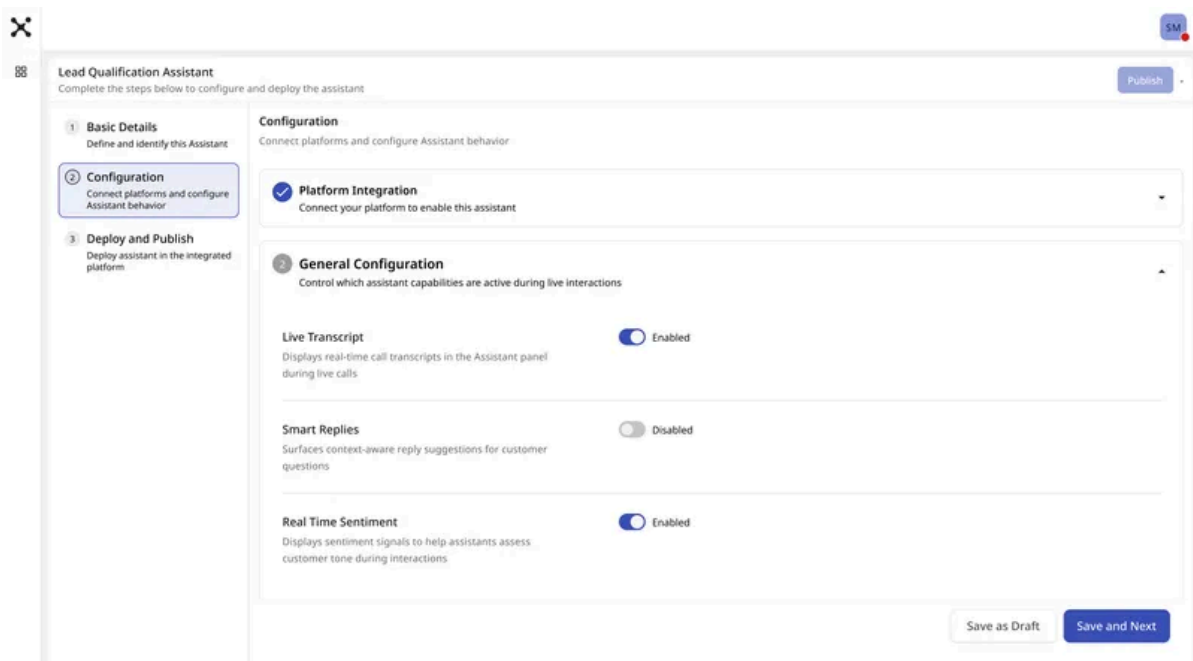 SM
Lead Qualification Assistant
Complete the steps below to configure and deploy the assistant
Publish
1 Basic Details
Define and identify this Assistant
2 Configuration
Connect platforms and configure
Assistant behavior
3 Deploy and Publish
Deploy assistant in the integrated
platform
Configuration
Connect platforms and configure Assistant behavior
Platform Integration
Connect your platform to enable this assistant
2 General Configuration
Control which assistant capabilities are active during live interactions
Live Transcript
Enabled
Displays real-time call transcripts in the Assistant panel
during live calls
Smart Replies
Disabled
Surfaces context-aware reply suggestions for customer
questions
Real Time Sentiment
Enabled
Displays sentiment signals to help assistants assess
customer tone during interactions
Save as Draft
Save and Next